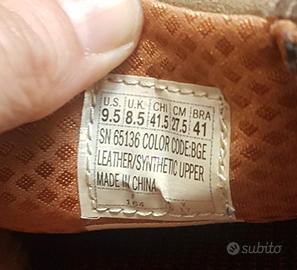 U.S. U.K. CHI CM BRA
9.5 8.5 41.5 27.5 41
SN 65136 COLOR CODE:BGE
LEATHER/SYNTHETIC UPPER
MADE IN CHINA
164
subito